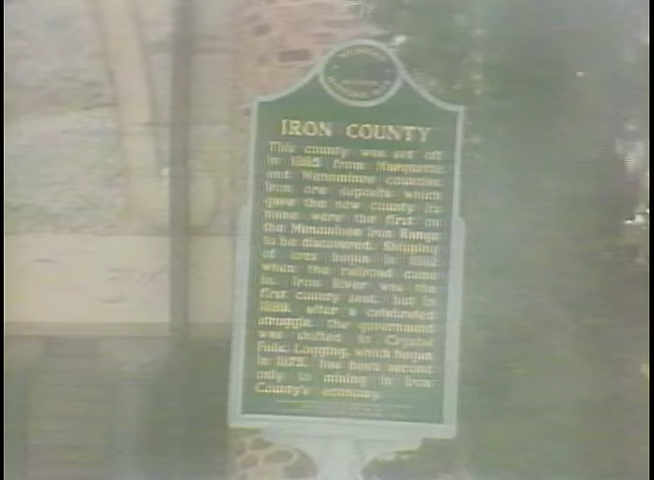 IRON COUNTY
This county was set off
in 1885 from Marquette
and Menominee counties.
Iron ore deposits which
gave the new county its
name were the first on
the Menominee Iron Range
to be discovered. Shipping
of ores began in 1882
when the railroad came
in. Iron River was the
first county seat, but in
1889, after a celebrated
struggle, the government
was shifted to Crystal
Falls. Logging, which began
in 1875, has been second
only to mining in Iron
County's economy.